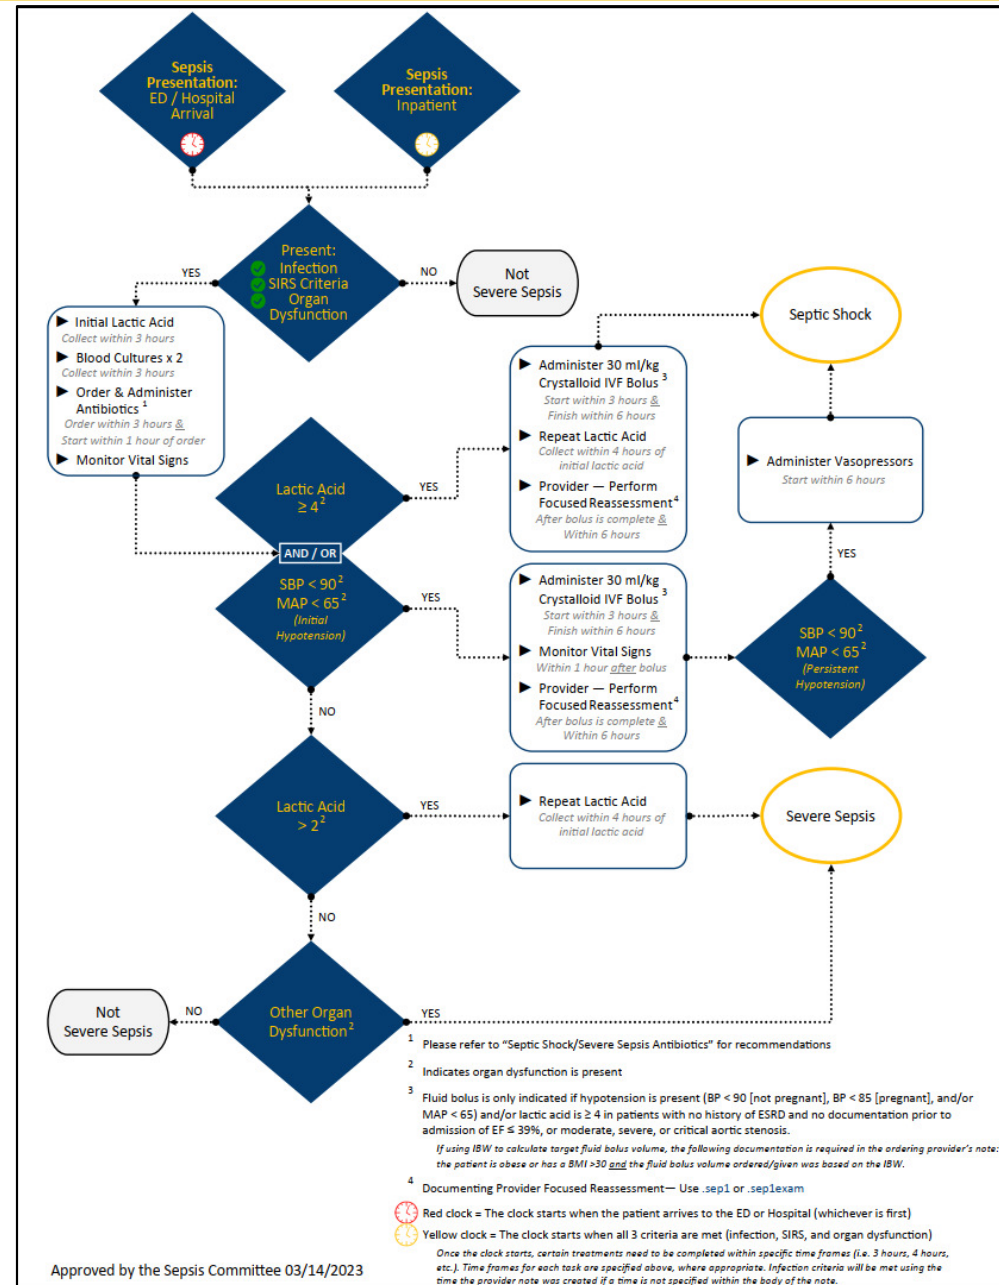 Sepsis
Presentation:
ED / Hospital
Arrival
Sepsis
Presentation:
Inpatient
Present:
Infection
SIRS Criteria
Organ
Dysfunction
YES
NO
Not
Severe Sepsis
► Initial Lactic Acid
Collect within 3 hours
► Blood Cultures x 2
Collect within 3 hours
► Order & Administer
Antibiotics 1
Order within 3 hours &
Start within 1 hour of order
► Monitor Vital Signs
Lactic Acid
≥ 4 2
YES
► Administer 30 ml/kg
Crystalloid IVF Bolus 3
Start within 3 hours &
Finish within 6 hours
► Repeat Lactic Acid
Collect within 4 hours of
initial lactic acid
► Provider — Perform
Focused Reassessment 4
After bolus is complete &
Within 6 hours
Septic Shock
► Administer Vasopressors
Start within 6 hours
YES
AND / OR
SBP < 90 2
MAP < 65 2
(Initial
Hypotension)
YES
► Administer 30 ml/kg
Crystalloid IVF Bolus 3
Start within 3 hours &
Finish within 6 hours
► Monitor Vital Signs
Within 1 hour after bolus
► Provider — Perform
Focused Reassessment 4
After bolus is complete &
Within 6 hours
SBP < 90 2
MAP < 65 2
(Persistent
Hypotension)
NO
Lactic Acid
> 2 2
YES
► Repeat Lactic Acid
Collect within 4 hours of
initial lactic acid
Severe Sepsis
NO
Other Organ
Dysfunction 2
NO
Not
Severe Sepsis
YES
1 Please refer to “Septic Shock/Severe Sepsis Antibiotics” for recommendations
2 Indicates organ dysfunction is present
3 Fluid bolus is only indicated if hypotension is present (BP < 90 [not pregnant], BP < 85 [pregnant], and/or
MAP < 65) and/or lactic acid is ≥ 4 in patients with no history of ESRD and no documentation prior to
admission of EF ≤ 39%, or moderate, severe, or critical aortic stenosis.
If using IBW to calculate target fluid bolus volume, the following documentation is required in the ordering provider's note:
the patient is obese or has a BMI >30 and the fluid bolus volume ordered/given was based on the IBW.
4 Documenting Provider Focused Reassessment— Use .sep1 or .sep1exam
Red clock = The clock starts when the patient arrives to the ED or Hospital (whichever is first)
Yellow clock = The clock starts when all 3 criteria are met (infection, SIRS, and organ dysfunction)
Once the clock starts, certain treatments need to be completed within specific time frames (i.e. 3 hours, 4 hours,
etc.). Time frames for each task are specified above, where appropriate. Infection criteria will be met using the
time the provider note was created if a time is not specified within the body of the note.
Approved by the Sepsis Committee 03/14/2023